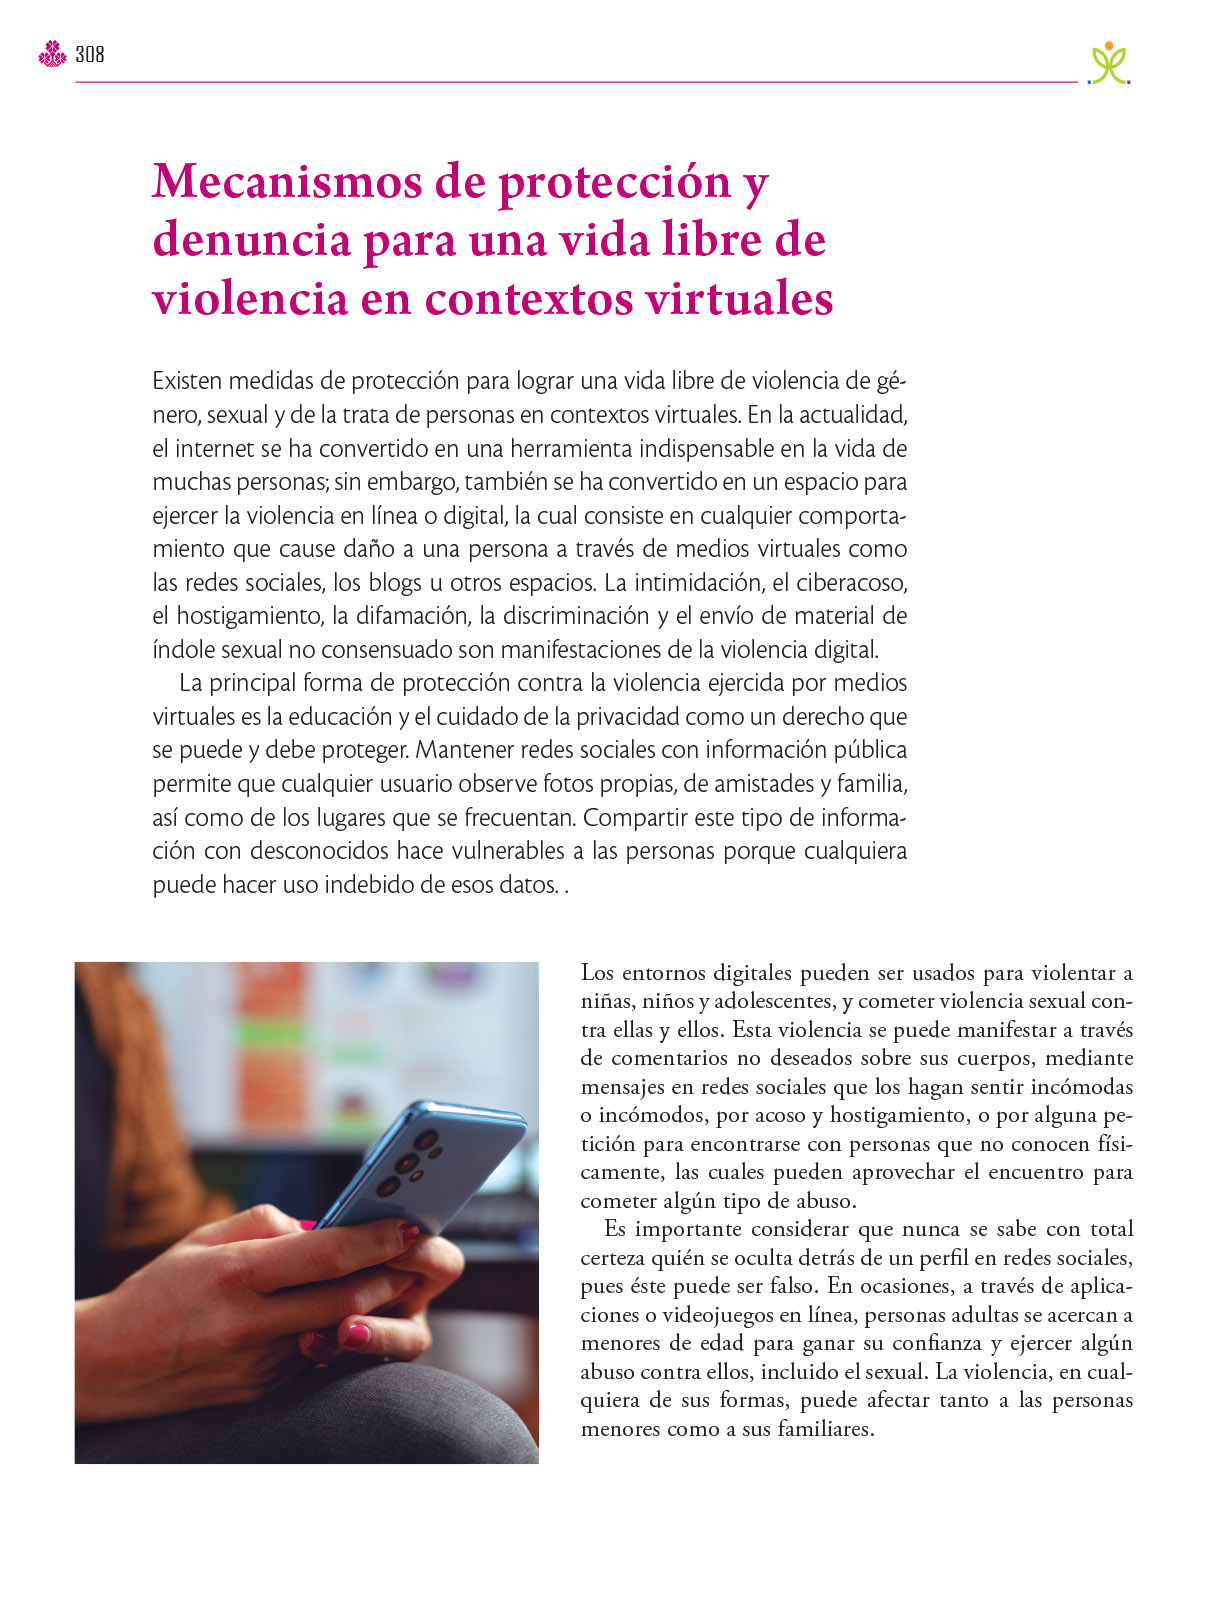 308
Mecanismos de protección y
denuncia para una vida libre de
violencia en contextos virtuales
Existen medidas de protección para lograr una vida libre de violencia de gé-
nero, sexual y de la trata de personas en contextos virtuales. En la actualidad,
el internet se ha convertido en una herramienta indispensable en la vida de
muchas personas; sin embargo, también se ha convertido en un espacio para
ejercer la violencia en línea o digital, la cual consiste en cualquier comporta-
miento que cause daño a una persona a través de medios virtuales como
las redes sociales, los blogs u otros espacios. La intimidación, el ciberacoso,
el hostigamiento, la difamación, la discriminación y el envío de material de
índole sexual no consensuado son manifestaciones de la violencia digital.
La principal forma de protección contra la violencia ejercida por medios
virtuales es la educación y el cuidado de la privacidad como un derecho que
se puede y debe proteger. Mantener redes sociales con información pública
permite que cualquier usuario observe fotos propias, de amistades y familia,
así como de los lugares que se frecuentan. Compartir este tipo de informa-
ción con desconocidos hace vulnerables a las personas porque cualquiera
puede hacer uso indebido de esos datos. .
Los entornos digitales pueden ser usados para violentar a
niñas, niños y adolescentes, y cometer violencia sexual con-
tra ellas y ellos. Esta violencia se puede manifestar a través
de comentarios no deseados sobre sus cuerpos, mediante
mensajes en redes sociales que los hagan sentir incómodas
o incómodos, por acoso y hostigamiento, o por alguna pe-
tición para encontrarse con personas que no conocen físi-
camente, las cuales pueden aprovechar el encuentro para
cometer algún tipo de abuso.
Es importante considerar que nunca se sabe con total
certeza quién se oculta detrás de un perfil en redes sociales,
pues éste puede ser falso. En ocasiones, a través de aplica-
ciones o videojuegos en línea, personas adultas se acercan a
menores de edad para ganar su confianza y ejercer algún
abuso contra ellos, incluido el sexual. La violencia, en cual-
quiera de sus formas, puede afectar tanto a las personas
menores como a sus familiares.